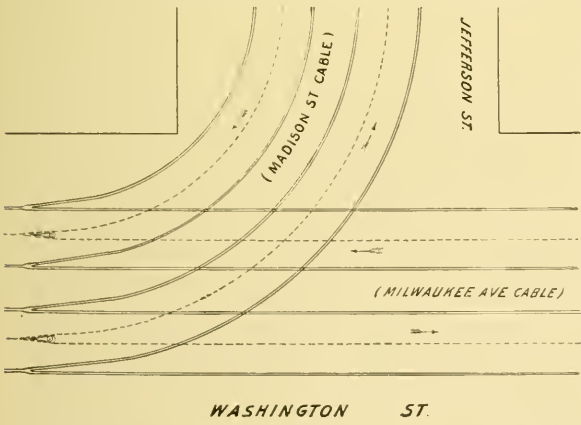 JEFFERSON ST.
(MADISON ST CABLE)
(MILWAUKEE AVE CABLE)
WASHINGTON ST.